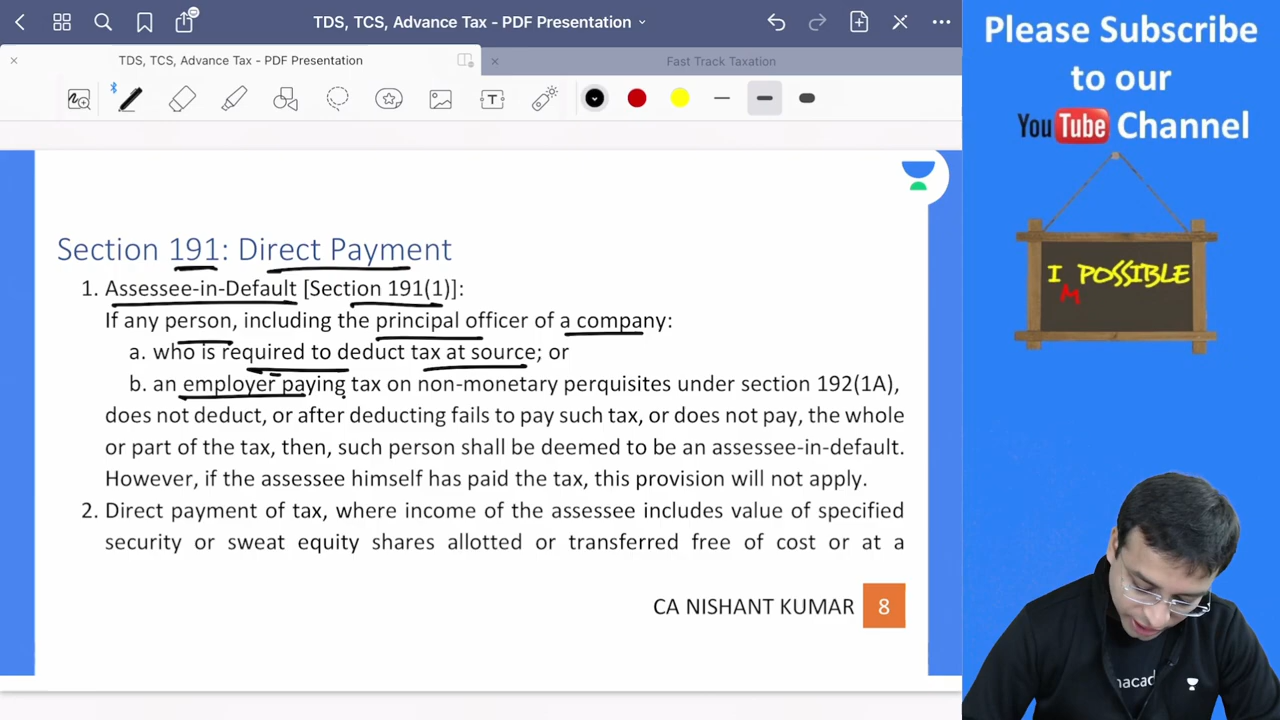 TDS, TCS, Advance Tax - PDF Presentation
TDS, TCS, Advance Tax - PDF Presentation
Fast Track Taxation
Section 191: Direct Payment
1. Assessee-in-Default [Section 191(1)]:
If any person, including the principal officer of a company:
a. who is required to deduct tax at source; or
b. an employer paying tax on non-monetary perquisites under section 192(1A),
does not deduct, or after deducting fails to pay such tax, or does not pay, the whole
or part of the tax, then, such person shall be deemed to be an assessee-in-default.
However, if the assessee himself has paid the tax, this provision will not apply.
2. Direct payment of tax, where income of the assessee includes value of specified
security or sweat equity shares allotted or transferred free of cost or at a
CA NISHANT KUMAR 8
Please Subscribe
to our
YouTube Channel
I POSSIBLE
M